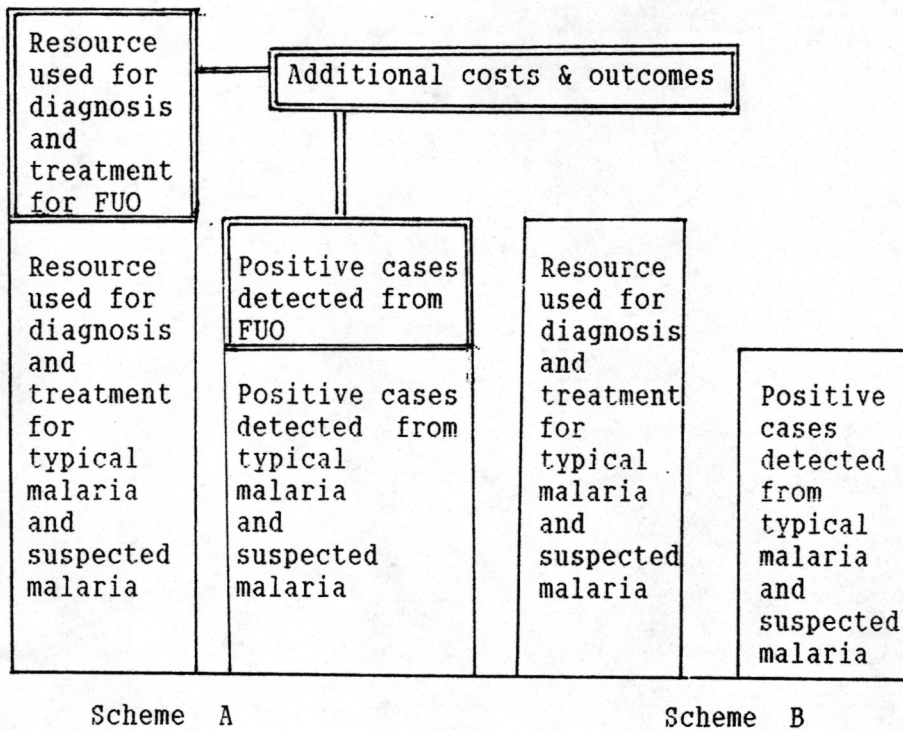 Resource
used for
diagnosis
and
treatment
for FUO
Additional costs & outcomes
Resource
used for
diagnosis
and
treatment
for
typical
malaria
and
suspected
malaria
Positive cases
detected from
FUO
Positive cases
detected from
typical
malaria
and
suspected
malaria
Resource
used for
diagnosis
and
treatment
for
typical
malaria
and
suspected
malaria
Positive
cases
detected
from
typical
malaria
and
suspected
malaria
Scheme A
Scheme B